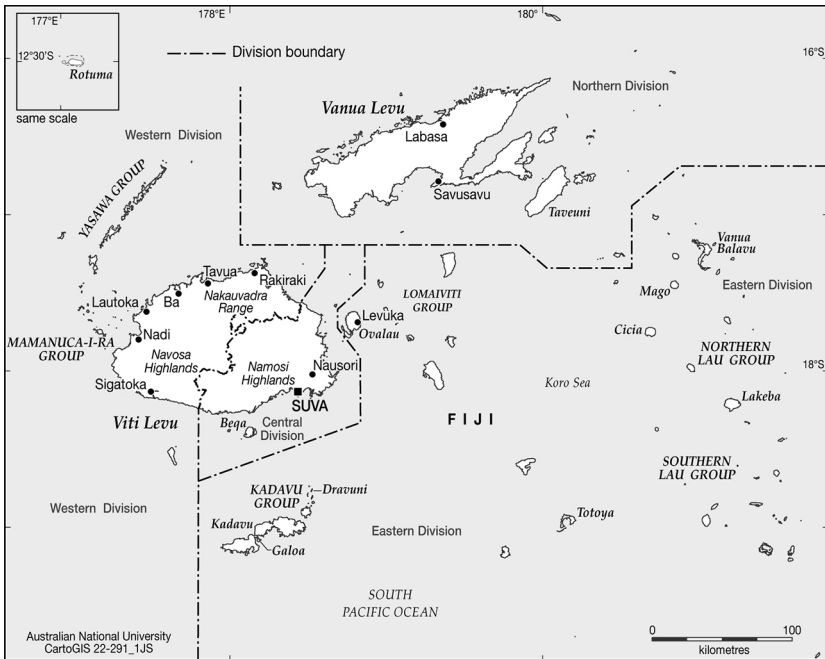 177°E
178°E
180°
12°30'S
16°S
Rotuma
same scale
Division boundary
Northern Division
Vanua Levu
Labasa
Western Division
YASAWA GROUP
Savusavu
Taveuni
Vanua
Balavu
Eastern Division
Tavua
Rakiraki
Ba
Nakauvadra
Range
Lautoka
LOMAIVITI
GROUP
Mago
Levuka
Ovalau
Cicia
Nadi
MAMANUCA-I-RA
GROUP
Navosa
Highlands
Namosi
Highlands
Nausori
NORTHERN
LAU GROUP
18°S
Sigatoka
Koro Sea
SUVA
Lakeba
Viti Levu
Beqa
Central
Division
FIJI
SOUTHERN
LAU GROUP
KADAVU
GROUP
Dravuni
Western Division
Kadavu
Galoa
Eastern Division
Totoya
SOUTH
PACIFIC OCEAN
Australian National University
CartoGIS 22-291_1JS
0 100
kilometres